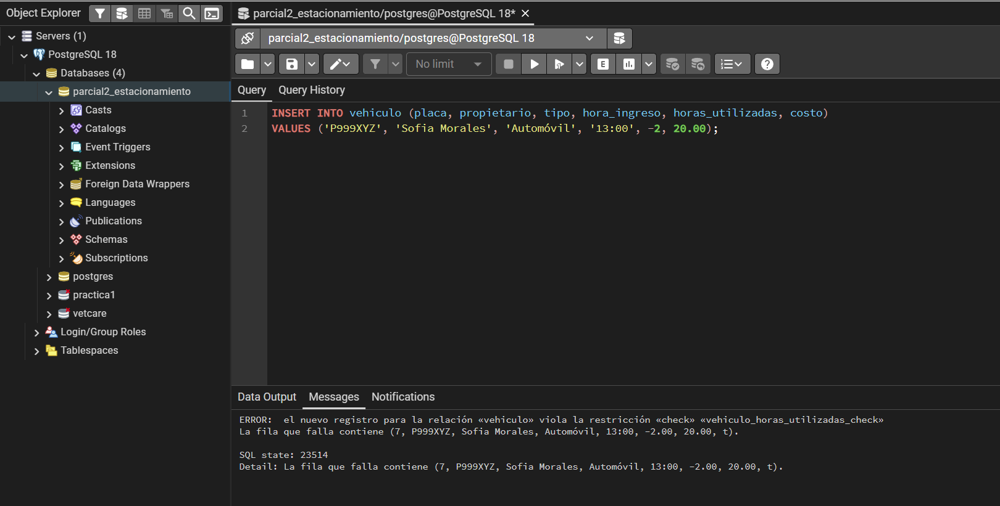 Object Explorer
parcial2_estacionamiento/postgres@PostgreSQL 18*
Servers (1)
PostgreSQL 18
Databases (4)
parcial2_estacionamiento
Casts
Catalogs
Event Triggers
Extensions
Foreign Data Wrappers
Languages
Publications
Schemas
Subscriptions
postgres
practica1
vetcare
Login/Group Roles
Tablespaces
parcial2_estacionamiento/postgres@PostgreSQL 18
No limit
E
Query Query History
1 INSERT INTO vehiculo (placa, propietario, tipo, hora_ingreso, horas_utilizadas, costo)
2 VALUES ('P999XYZ', 'Sofia Morales', 'Automóvil', '13:00', -2, 20.00);
Data Output Messages Notifications
ERROR:  el nuevo registro para la relación «vehiculo» viola la restricción «check» «vehiculo_horas_utilizadas_check»
La fila que falla contiene (7, P999XYZ, Sofia Morales, Automóvil, 13:00, -2.00, 20.00, t).
SQL state: 23514
Detail: La fila que falla contiene (7, P999XYZ, Sofia Morales, Automóvil, 13:00, -2.00, 20.00, t).